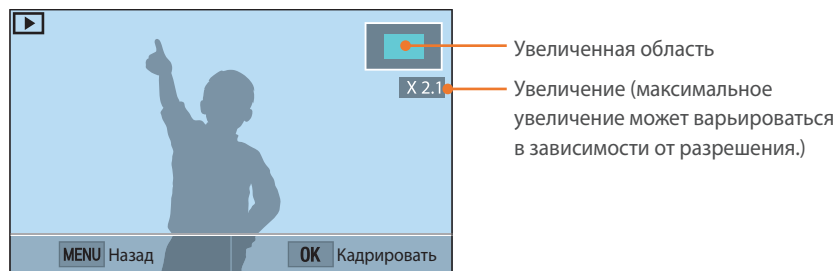 Увеличенная область
X 2.1
Увеличение (максимальное
увеличение может варьироваться
в зависимости от разрешения.)
MENU Назад
OK Кадрировать